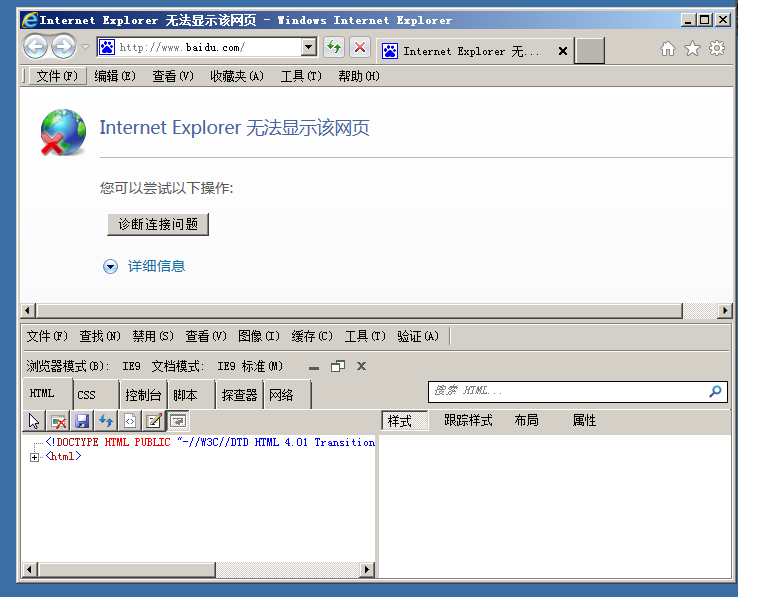 Internet Explorer 无法显示该网页 - Windows Internet Explorer
http://www.baidu.com/
Internet Explorer 无...
文件(F) 编辑(E) 查看(V) 收藏夹(A) 工具(T) 帮助(H)
Internet Explorer 无法显示该网页
您可以尝试以下操作:
诊断连接问题
详细信息
文件(F) 查找(N) 禁用(S) 查看(V) 图像(I) 缓存(C) 工具(T) 验证(A)
浏览器模式(B): IE9 文档模式: IE9 标准(M)
HTML CSS 控制台 脚本 探查器 网络
搜索 HTML...
样式 跟踪样式 布局 属性
<!DOCTYPE HTML PUBLIC "-//W3C//DTD HTML 4.01 Transition
<html>